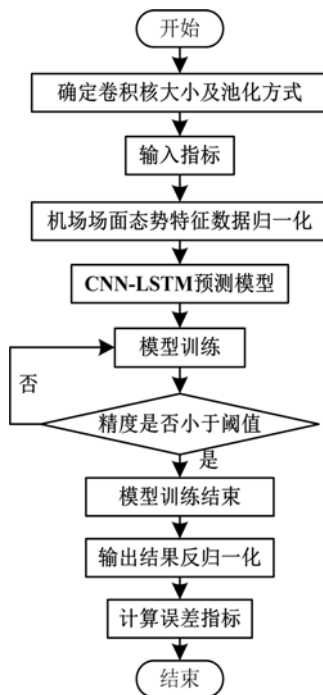 开始
确定卷积核大小及池化方式
输入指标
机场场面态势特征数据归一化
CNN-LSTM预测模型
模型训练
否
精度是否小于阈值
是
模型训练结束
输出结果反归一化
计算误差指标
结束